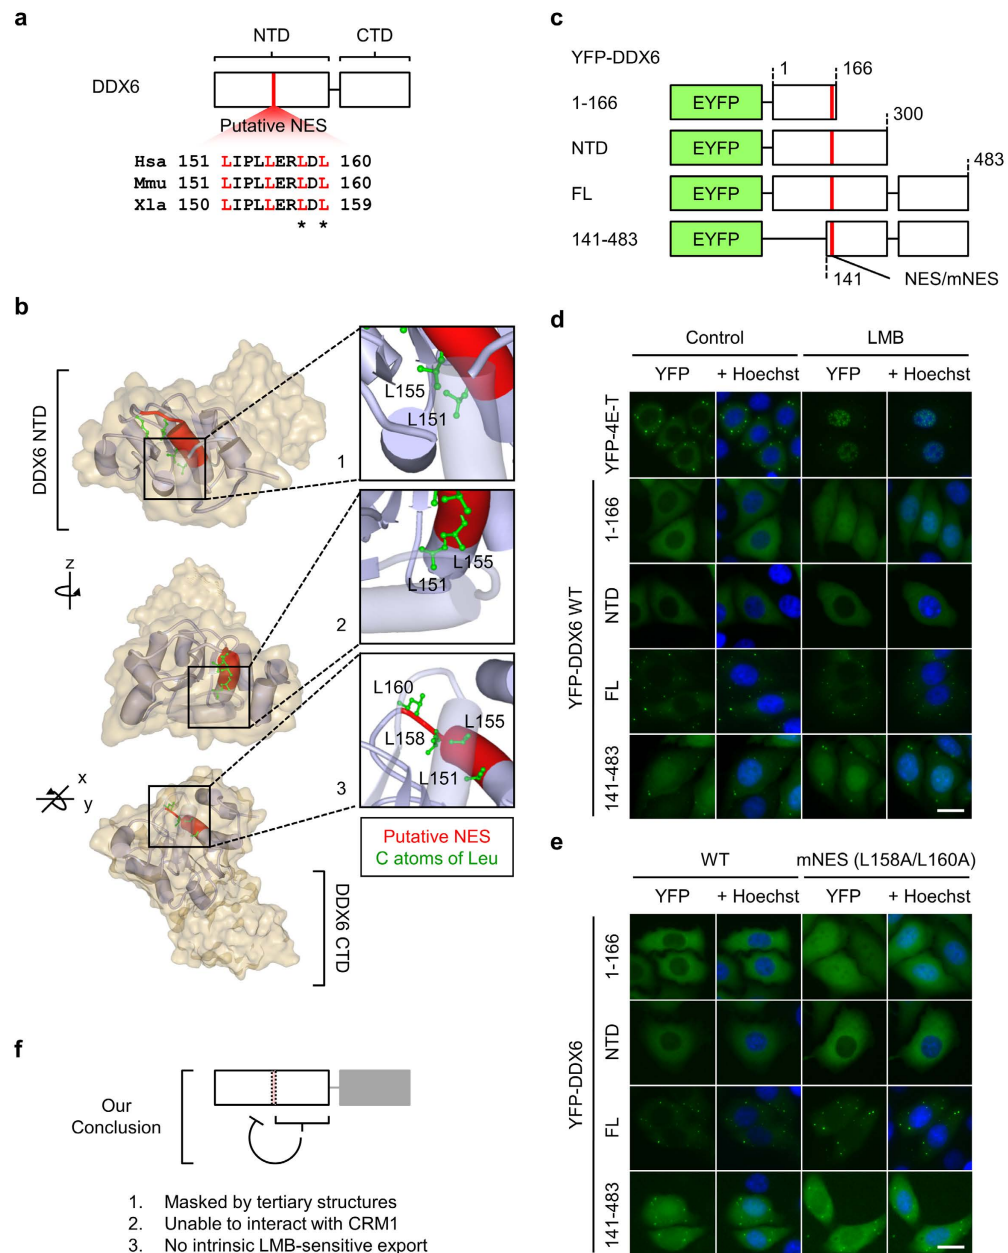 a
NTD
CTD
DDX6
Putative NES
Hsa 151 LIPLLERLDL 160
Mmu 151 LIPLLERLDL 160
Xla 150 LIPLLERLDL 159
* *
b
DDX6 NTD
L155
L151
1
z
L155
L151
2
x
y
L160
L155
L158
L151
3
Putative NES
C atoms of Leu
DDX6 CTD
c
YFP-DDX6
1
166
1-166
EYFP
300
NTD
EYFP
483
FL
EYFP
141-483
EYFP
141
NES/mNES
d
Control
LMB
YFP
+ Hoechst
YFP
+ Hoechst
YFP-4E-T
YFP-DDX6 WT
1-166
NTD
FL
141-483
e
WT
mNES (L158A/L160A)
YFP
+ Hoechst
YFP
+ Hoechst
YFP-DDX6
1-166
NTD
FL
141-483
f
Our
Conclusion
1. Masked by tertiary structures
2. Unable to interact with CRM1
3. No intrinsic LMB-sensitive export